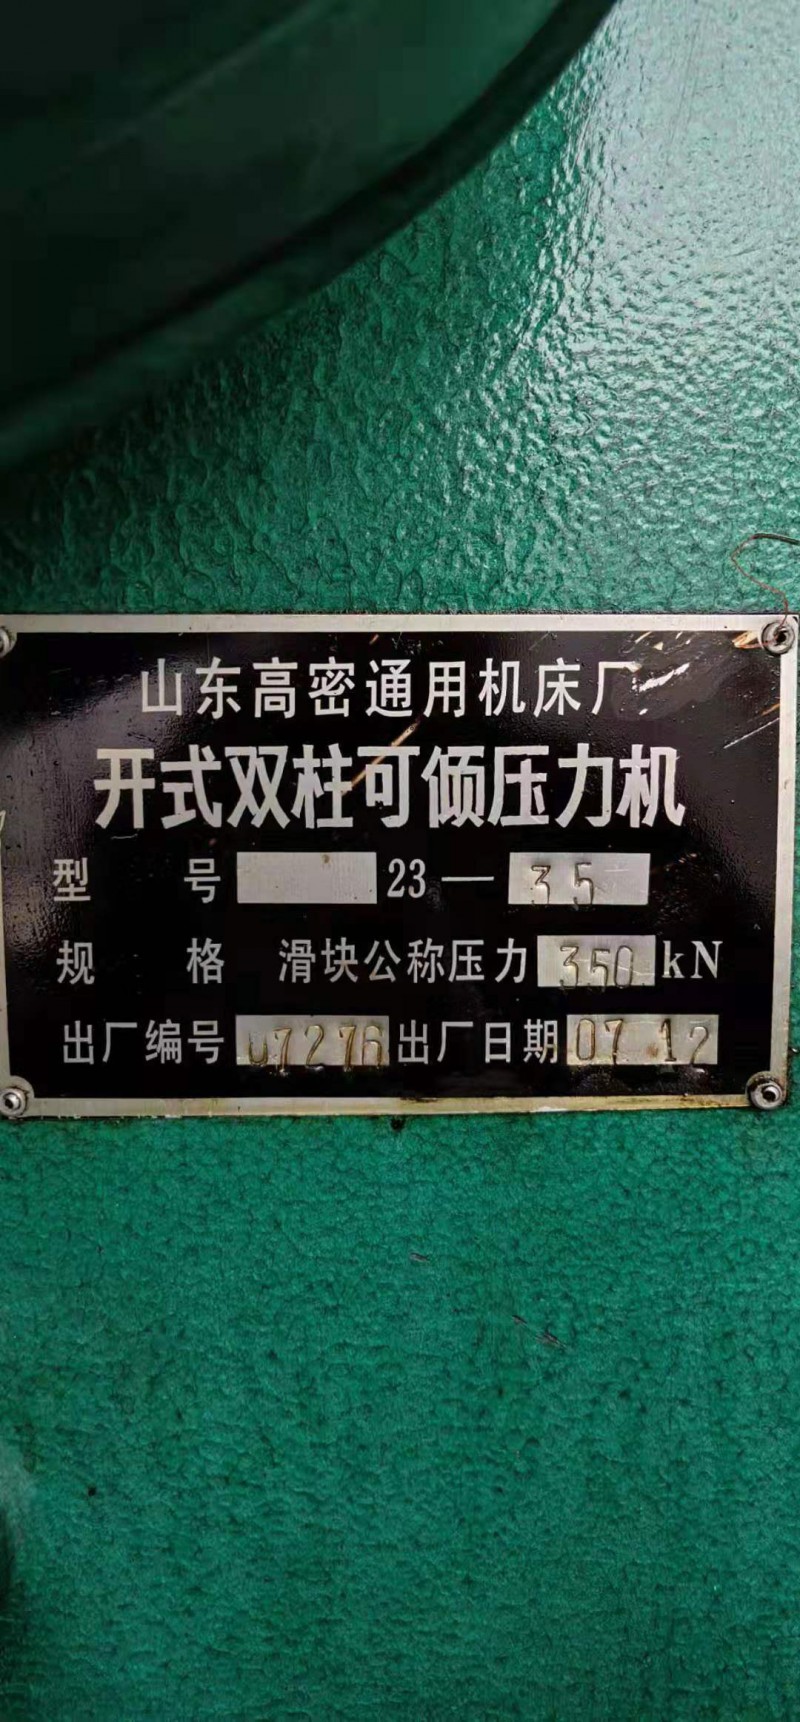 山东高密通用机床厂
开式双柱可倾压力机
型 号 23—35
规 格 滑块公称压力 350 kN
出厂编号 07276 出厂日期 07 12